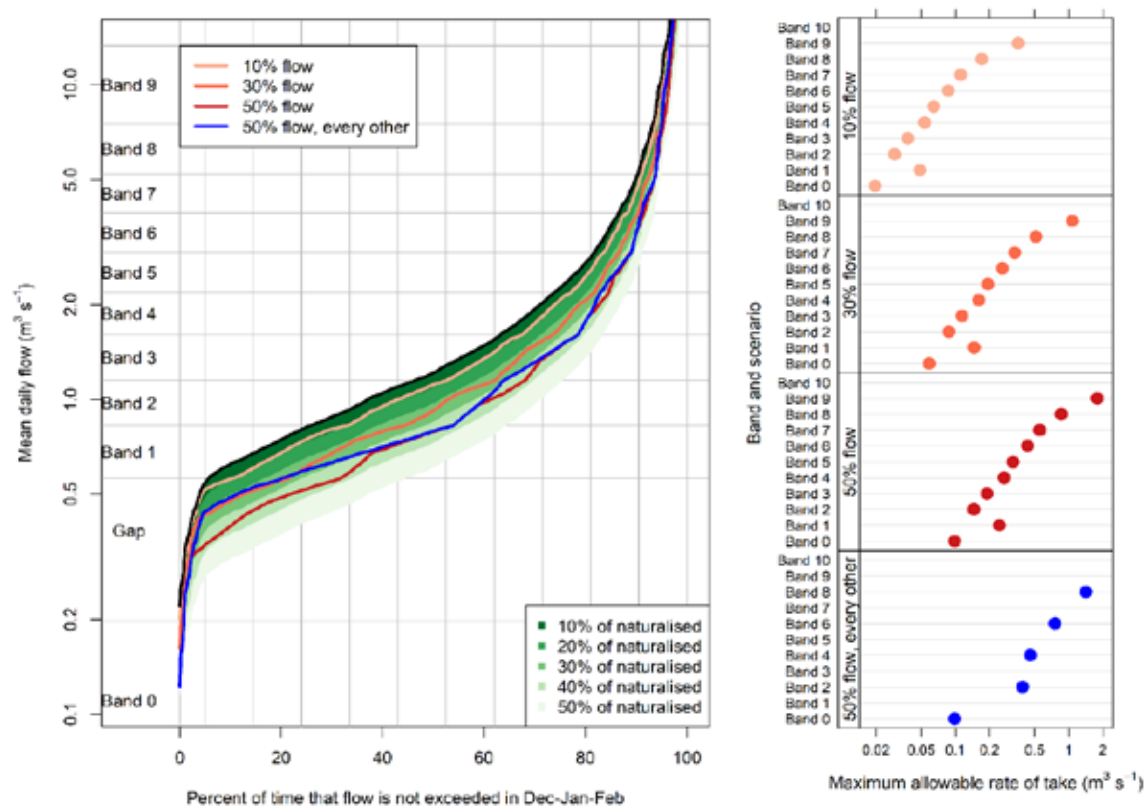 10% flow
30% flow
50% flow
50% flow, every other
Mean daily flow (m³ s⁻¹)
10.0
5.0
2.0
1.0
0.5
0.2
0.1
Band 9
Band 8
Band 7
Band 6
Band 5
Band 4
Band 3
Band 2
Band 1
Gap
Band 0
10% of naturalised
20% of naturalised
30% of naturalised
40% of naturalised
50% of naturalised
0 20 40 60 80 100
Percent of time that flow is not exceeded in Dec-Jan-Feb
Band and scenario
10% flow
Band 10
Band 9
Band 8
Band 7
Band 6
Band 5
Band 4
Band 3
Band 2
Band 1
Band 0
30% flow
Band 10
Band 9
Band 8
Band 7
Band 6
Band 5
Band 4
Band 3
Band 2
Band 1
Band 0
50% flow
Band 10
Band 9
Band 8
Band 7
Band 6
Band 5
Band 4
Band 3
Band 2
Band 1
Band 0
50% flow, every other
Band 10
Band 9
Band 8
Band 7
Band 6
Band 5
Band 4
Band 3
Band 2
Band 1
Band 0
0.02 0.05 0.1 0.2 0.5 1 2
Maximum allowable rate of take (m³ s⁻¹)